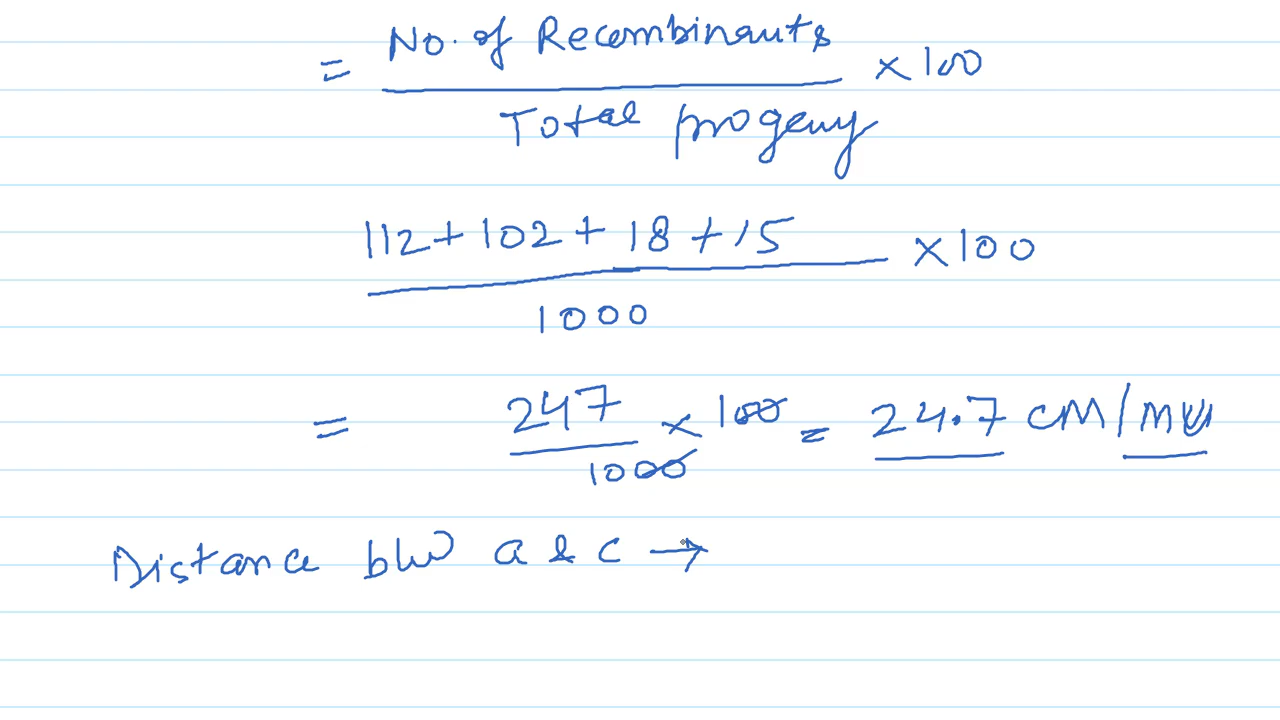 No. of Recombinants
= × 100
Total progeny
112 + 102 + 18 + 15
× 100
1000
= 247 × 100 = 24.7 CM/mu
1000
Distance b/w a & c →